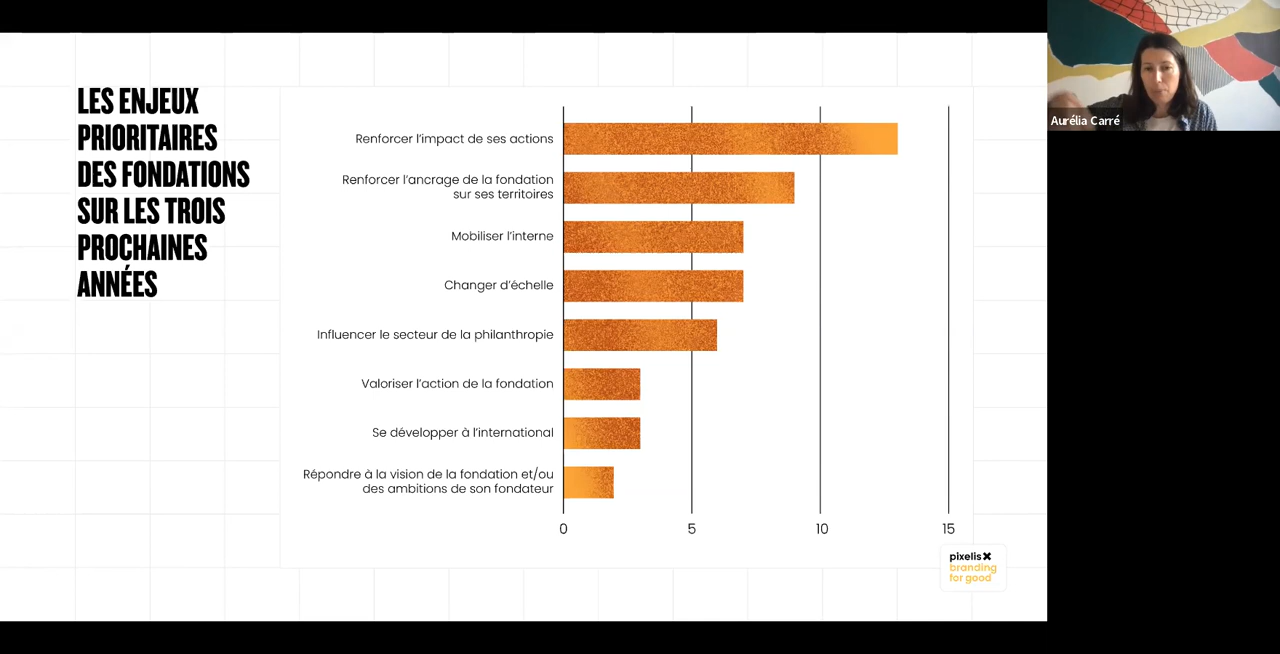 LES ENJEUX
PRIORITAIRES
DES FONDATIONS
SUR LES TROIS
PROCHAINES
ANNÉES
Renforcer l'impact de ses actions
Renforcer l'ancrage de la fondation
sur ses territoires
Mobiliser l'interne
Changer d'échelle
Influencer le secteur de la philanthropie
Valoriser l'action de la fondation
Se développer à l'international
Répondre à la vision de la fondation et/ou
des ambitions de son fondateur
0 5 10 15
pixelis
branding
for good
Aurélia Carré